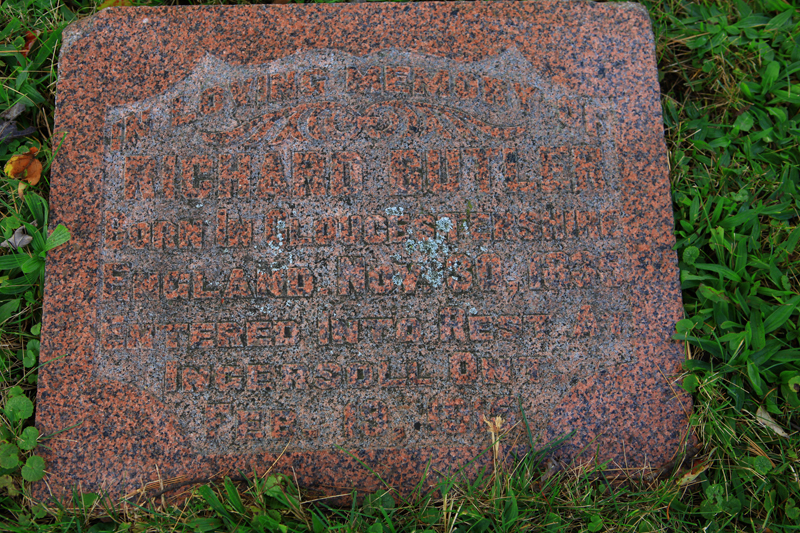 IN LOVING MEMORY OF
RICHARD BUTLER
BORN IN GLOUCESTERSHIRE
ENGLAND. NOV. 30,
ENTERED INTO REST AT
INGERSOLL ONT.
FEB. 13,